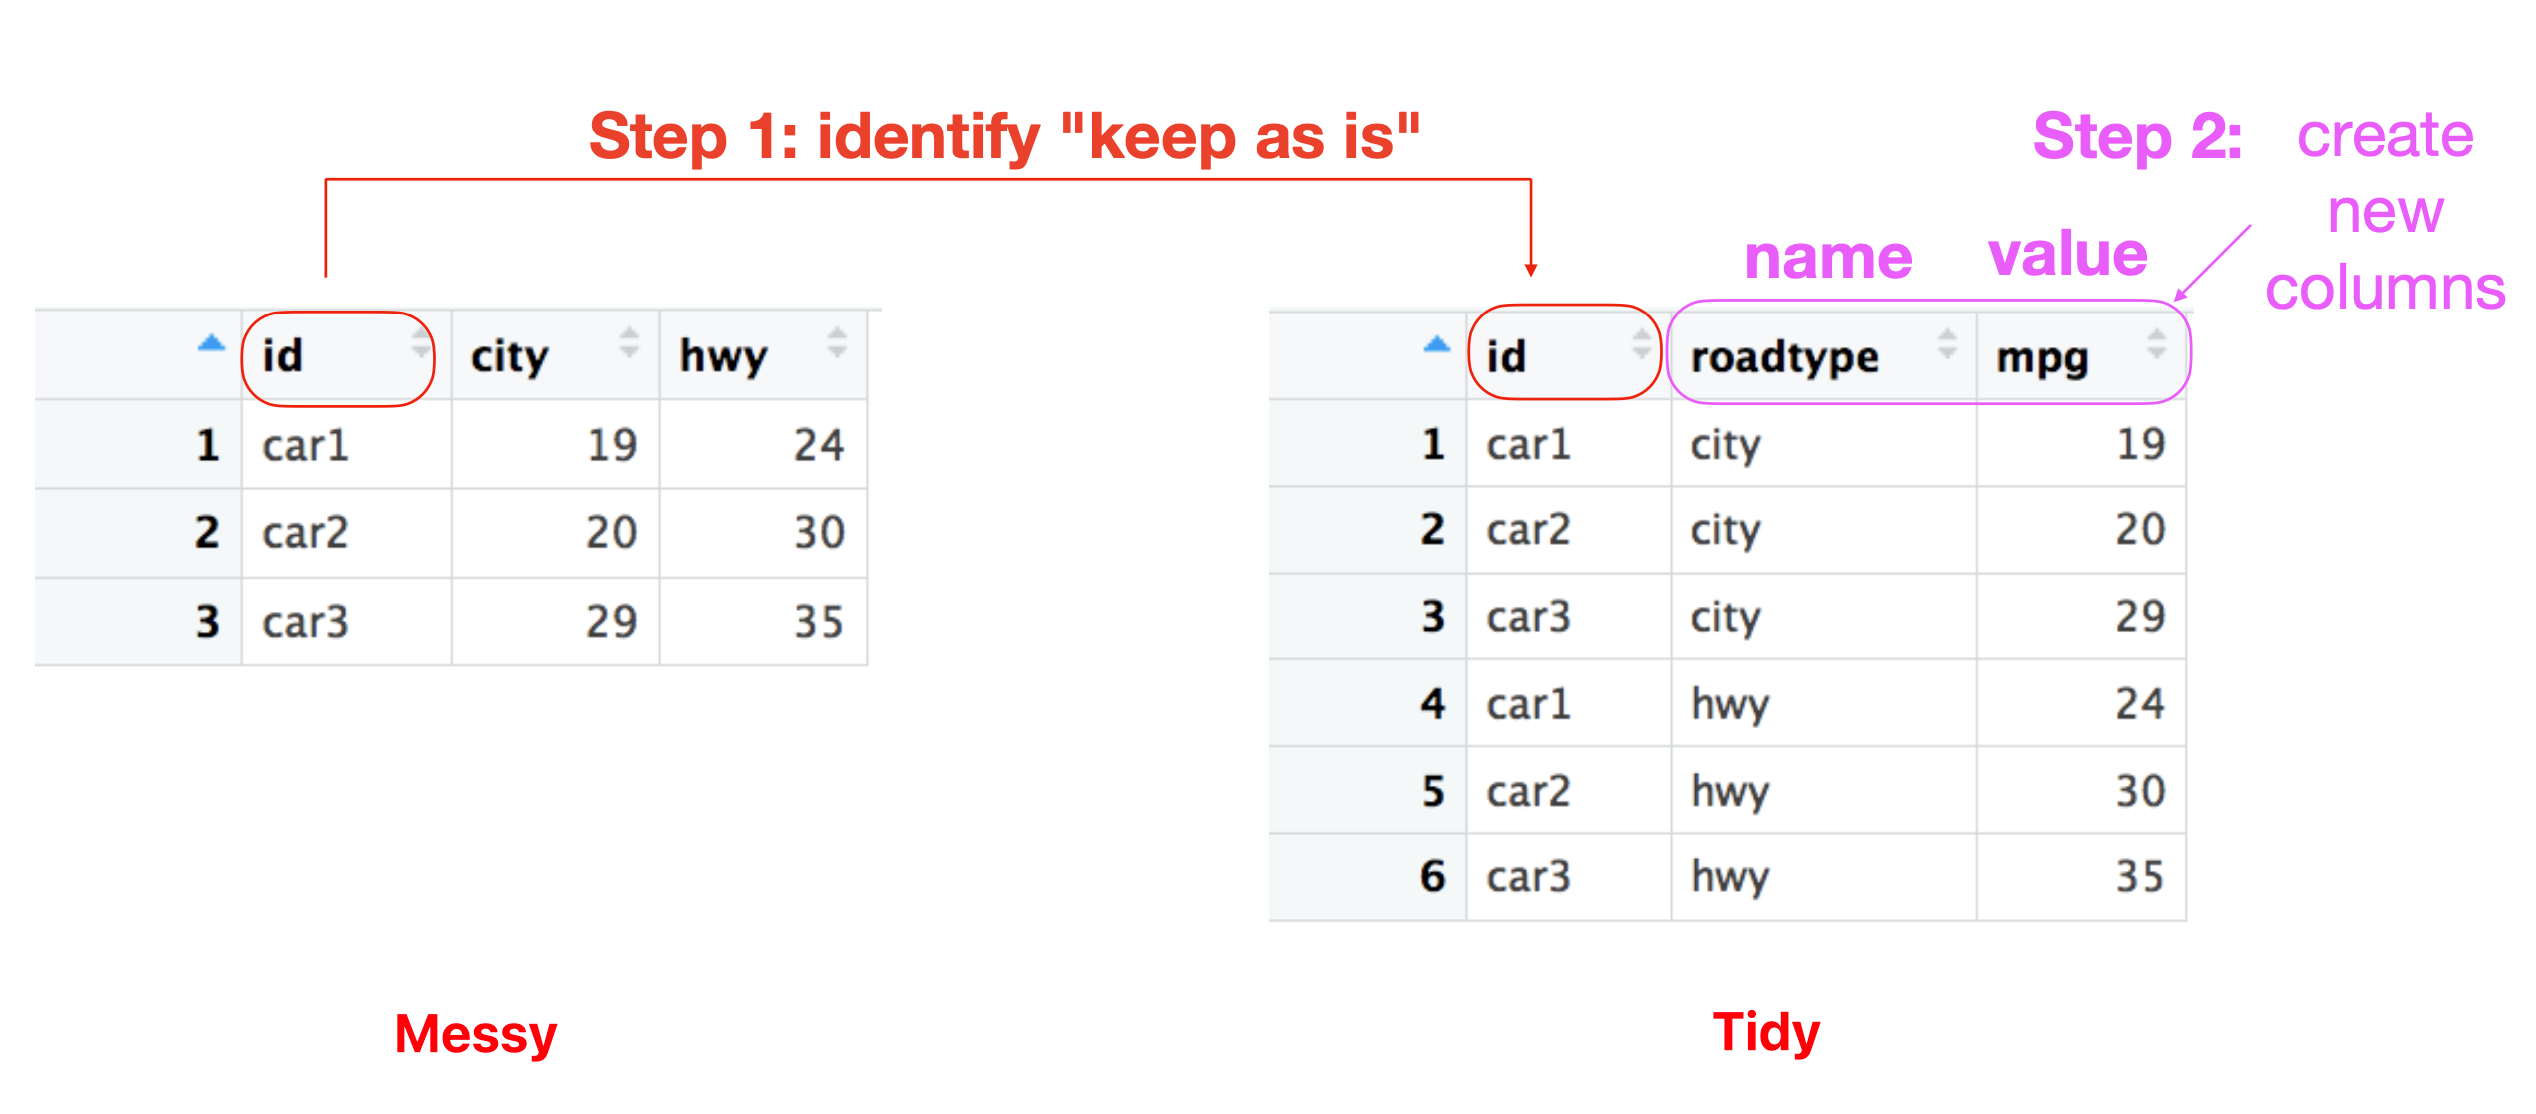 Step 1: identify "keep as is"
Step 2: create
new
columns
name value
id city hwy
1 car1 19 24
2 car2 20 30
3 car3 29 35
Messy
id roadtype mpg
1 car1 city 19
2 car2 city 20
3 car3 city 29
4 car1 hwy 24
5 car2 hwy 30
6 car3 hwy 35
Tidy